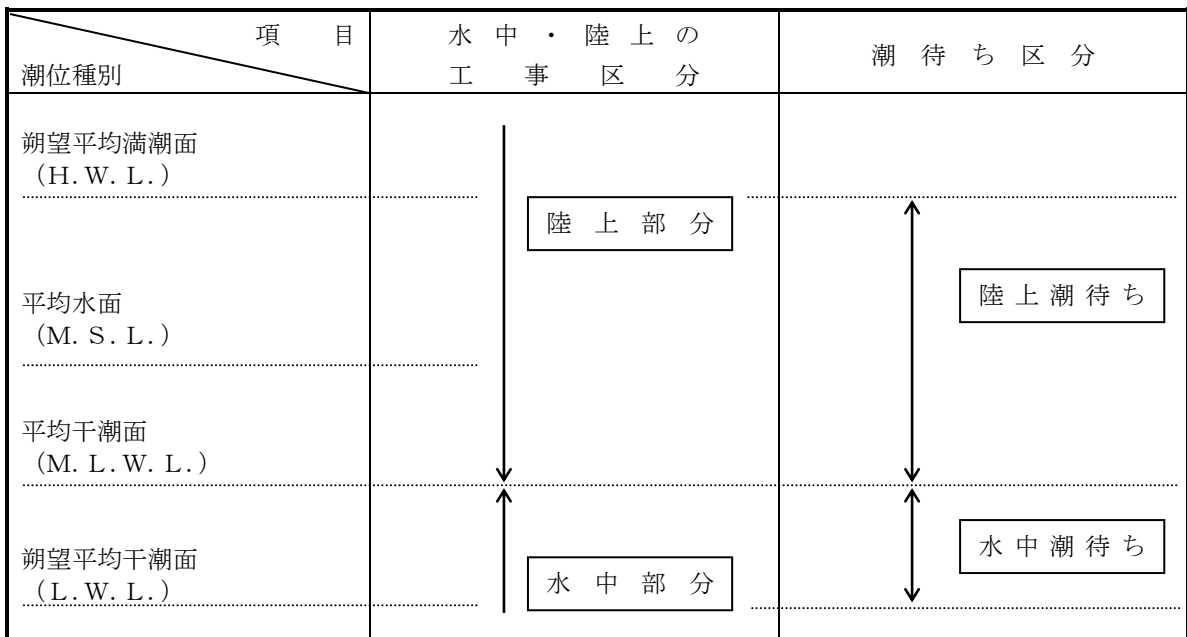 項目
潮位種別
水中・陸上の
工事区分
潮待ち区分
朔望平均満潮面
（H.W.L.）
陸上部分
陸上潮待ち
平均水面
（M.S.L.）
平均干潮面
（M.L.W.L.）
朔望平均干潮面
（L.W.L.）
水中部分
水中潮待ち